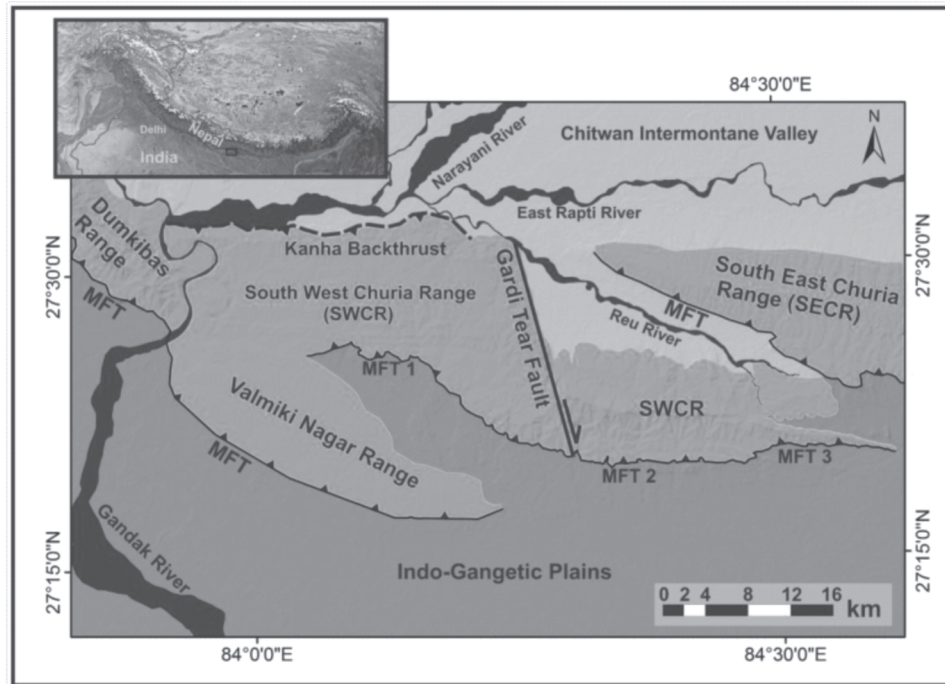 84°30'0"E
Delhi
Nepal
India
N
Chitwan Intermontane Valley
Narayani River
East Rapti River
Dumkibas
Range
Kanha Backthrust
27°30'0"N
27°30'0"N
South East Churia
Range (SECR)
South West Churia Range
(SWCR)
Gardi Tear Fault
MFT
MFT
Reu River
MFT 1
Valmiki Nagar Range
SWCR
MFT
MFT 2
MFT 3
Gandak River
27°15'0"N
27°15'0"N
Indo-Gangetic Plains
0 2 4 8 12 16
km
84°0'0"E
84°30'0"E